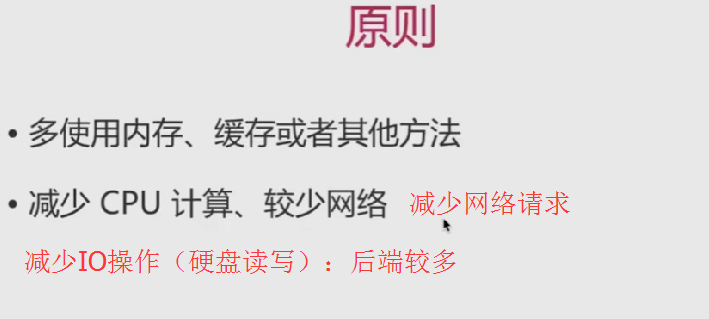 原则
• 多使用内存、缓存或者其他方法
• 减少 CPU 计算、较少网络 减少网络请求
减少IO操作（硬盘读写）：后端较多